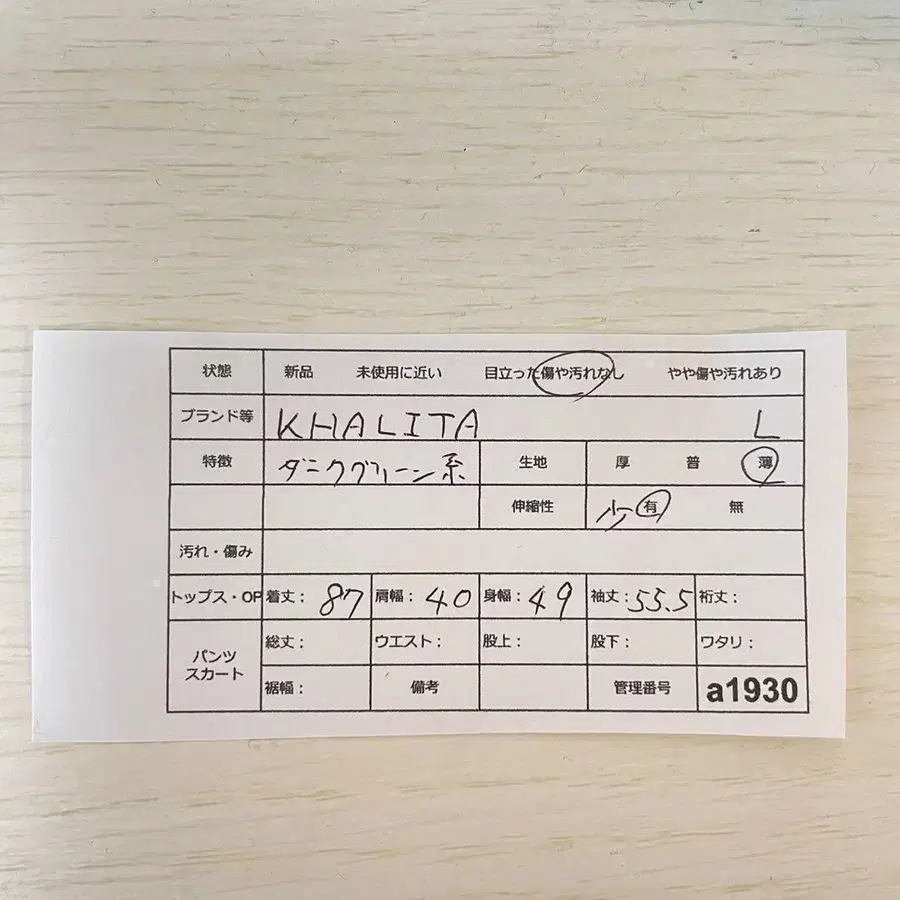 状態 新品 未使用に近い 目立った傷や汚れなし やや傷や汚れあり
ブランド等 KHALITA L
特徴 ダニクグリーン系 生地 厚 普 薄
伸縮性 少 有 無
汚れ・傷み
トップス・OP 着丈: 87 肩幅: 40 身幅: 49 袖丈: 55.5 裄丈:
パンツ スカート 総丈: ウエスト: 股上: 股下: ワタリ:
裾幅: 備考 管理番号 a1930